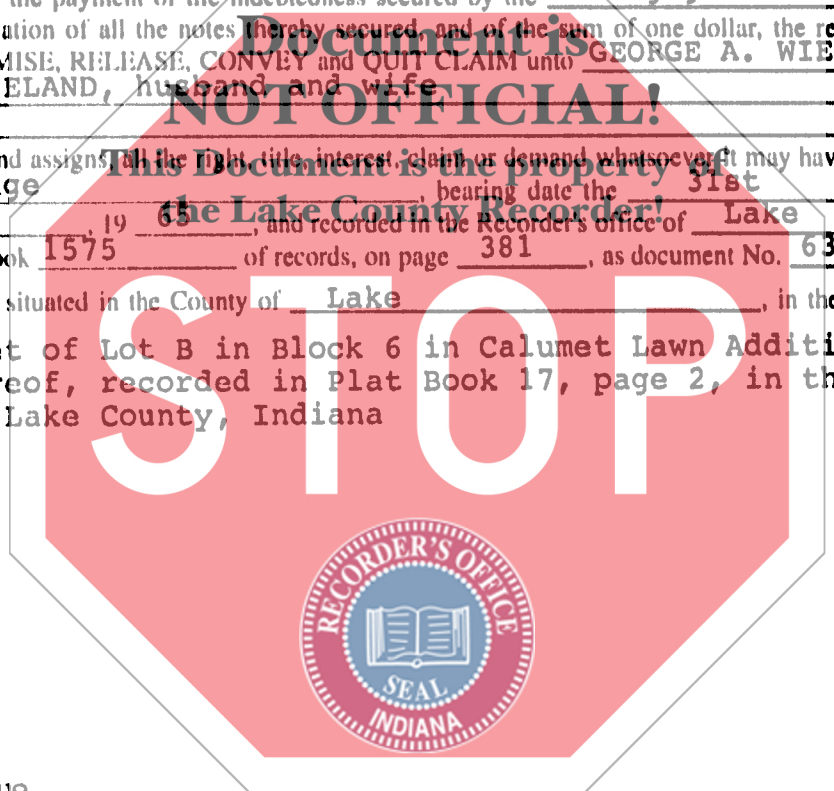 the payment of the indebtedness secured by the
ation of all the notes thereby secured, and of the sum of one dollar, the re
Document is
MISE, RELEASE, CONVEY and QUIT CLAIM unto GEORGE A. WIE
ELAND, husband and wife
NOT OFFICIAL!
nd assigns, all the right, title, interest, claim or demand whatsoever it may hav
This Document is the property of
ge , bearing date the 31st
the Lake County Recorder!
, 19 65 , and recorded in the Recorder's office of Lake
ok 1575 of records, on page 381 , as document No. 63
situated in the County of Lake , in the
STOP
t of Lot B in Block 6 in Calumet Lawn Additi
eof, recorded in Plat Book 17, page 2, in th
Lake County, Indiana
RECORDER'S OFFICE
SEAL
INDIANA